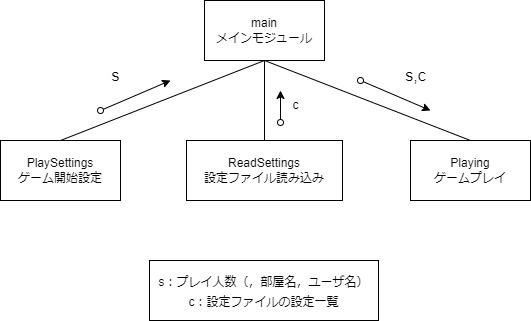 main
メインモジュール
S
c
S,C
PlaySettings
ゲーム開始設定
ReadSettings
設定ファイル読み込み
Playing
ゲームプレイ
s：プレイ人数（，部屋名，ユーザ名）
c：設定ファイルの設定一覧